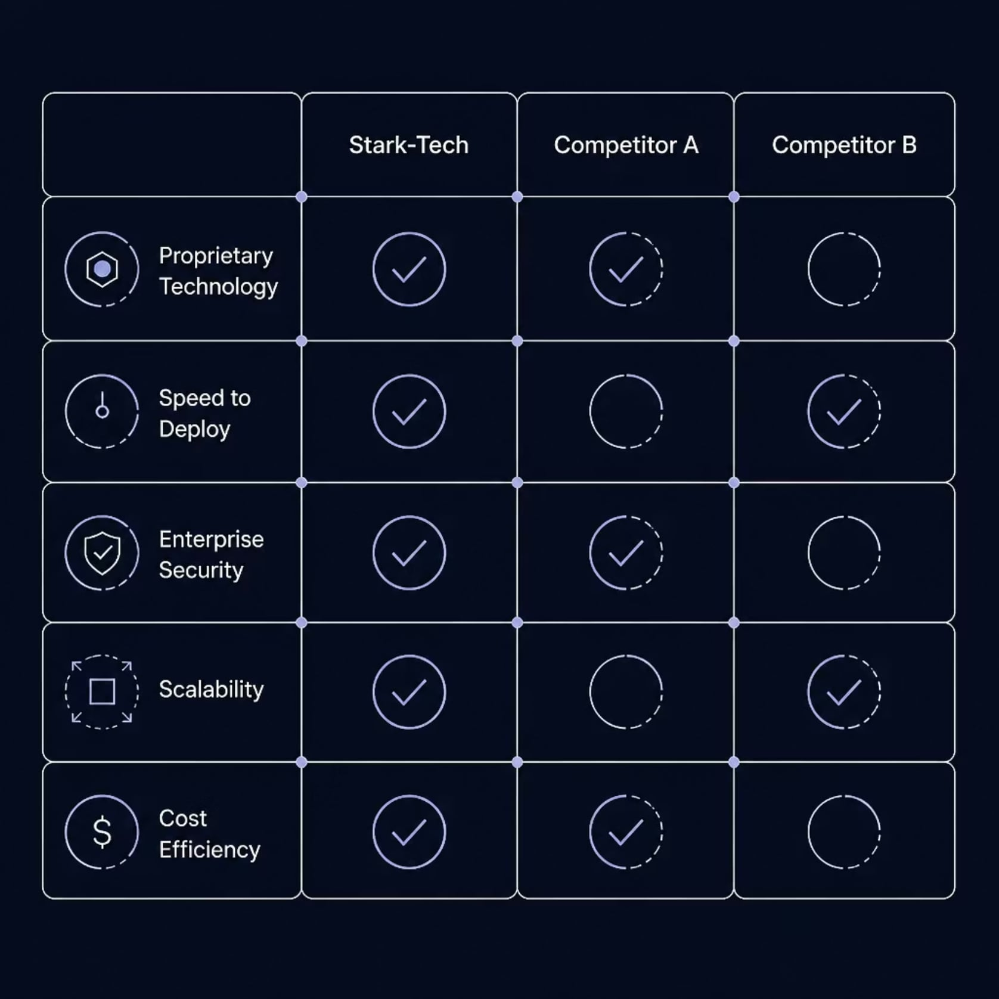 Stark-Tech
Competitor A
Competitor B
Proprietary
Technology
Speed to
Deploy
Enterprise
Security
Scalability
$
Cost
Efficiency